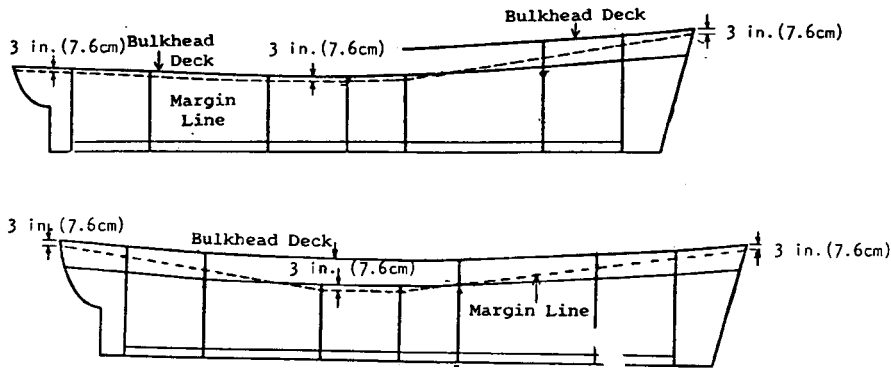 Bulkhead Deck
3 in.(7.6cm)
Bulkhead
Deck
3 in.(7.6cm)
3 in.(7.6cm)
Margin
Line
3 in.(7.6cm)
Bulkhead Deck
3 in.(7.6cm)
3 in.(7.6cm)
Margin Line